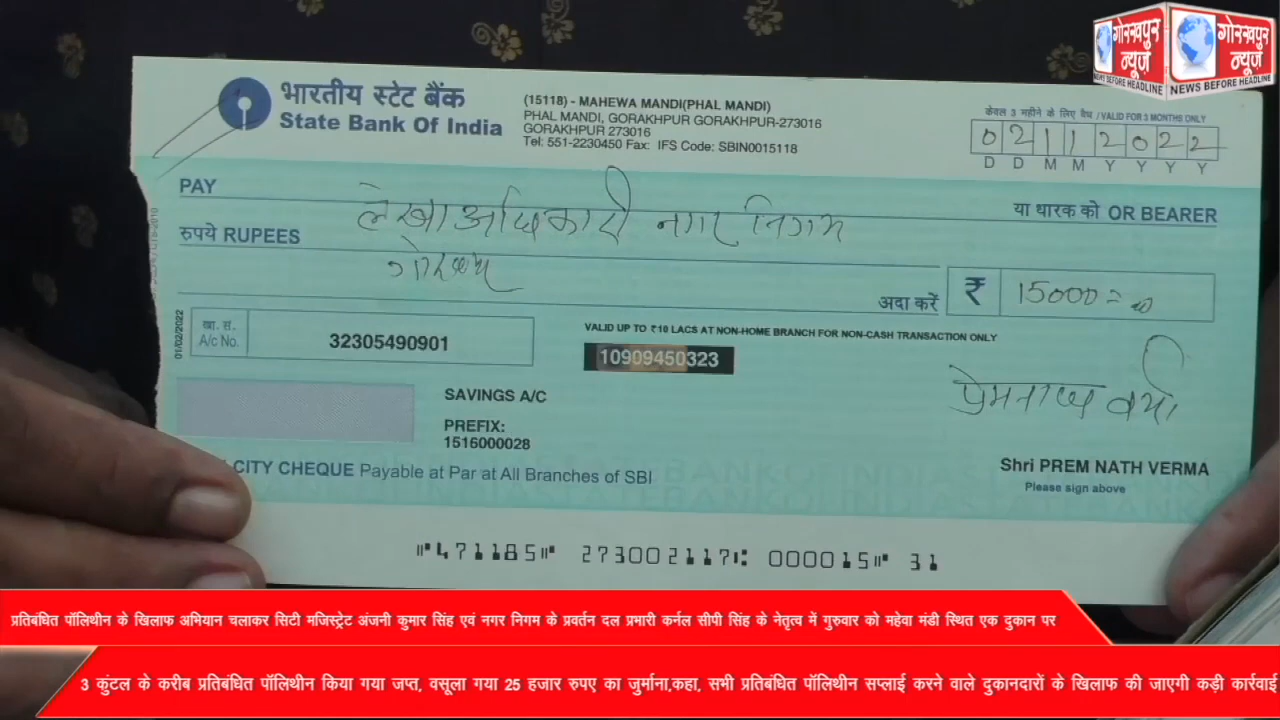 गोरखपुर न्यूज
NEWS BEFORE HEADLINE
गोरखपुर न्यूज
NEWS BEFORE HEADLINE
भारतीय स्टेट बैंक
State Bank Of India
(15118) - MAHEWA MANDI(PHAL MANDI)
PHAL MANDI, GORAKHPUR GORAKHPUR-273016
GORAKHPUR 273016
Tel: 551-2230450 Fax: IFS Code: SBIN0015118
केवल 3 महीने के लिए वैध / VALID FOR 3 MONTHS ONLY
02112022
D D M M Y Y Y Y
PAY लेखा अधिकारी नगर निगम
या धारक को OR BEARER
रुपये RUPEES गोरखपुर
अदा करें ₹ 15000=00
01/02/2022
खा. सं. A/c No. 32305490901
VALID UP TO ₹10 LACS AT NON-HOME BRANCH FOR NON-CASH TRANSACTION ONLY
10909450323
प्रेमनाथ वर्मा
SAVINGS A/C
PREFIX:
1516000028
CITY CHEQUE Payable at Par at All Branches of SBI
Shri PREM NATH VERMA
Please sign above
⑈471185⑈ 273002117⑆ 000015⑈ 31
प्रतिबंधित पॉलिथीन के खिलाफ अभियान चलाकर सिटी मजिस्ट्रेट अंजनी कुमार सिंह एवं नगर निगम के प्रवर्तन दल प्रभारी कर्नल सीपी सिंह के नेतृत्व में गुरुवार को महेवा मंडी स्थित एक दुकान पर
3 कुंटल के करीब प्रतिबंधित पॉलिथीन किया गया जप्त, वसूला गया 25 हजार रुपए का जुर्माना,कहा, सभी प्रतिबंधित पॉलिथीन सप्लाई करने वाले दुकानदारों के खिलाफ की जाएगी कड़ी कार्रवाई